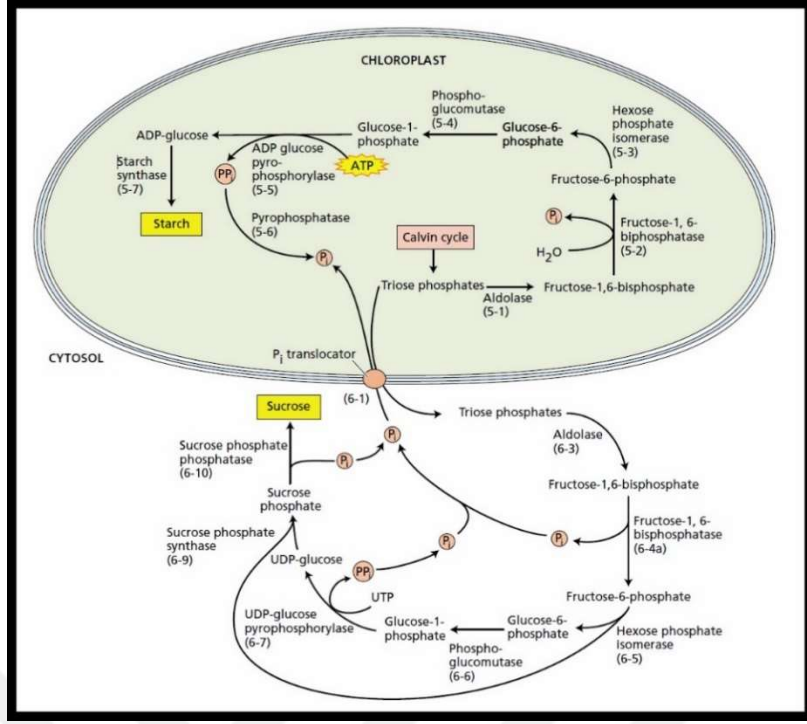 CHLOROPLAST
Phospho-
glucomutase
(5-4)
Hexose
phosphate
isomerase
(5-3)
ADP-glucose
Glucose-1-
phosphate
Glucose-6-
phosphate
Starch
synthase
(5-7)
ADP glucose
pyro-
phosphorylase
(5-5)
ATP
PPi
Fructose-6-phosphate
Starch
Pyrophosphatase
(5-6)
Pi
Calvin cycle
Pi
H2O
Fructose-1, 6-
biphosphatase
(5-2)
Triose phosphates
Aldolase
(5-1)
Fructose-1,6-bisphosphate
CYTOSOL
Pi translocator
(6-1)
Sucrose
Triose phosphates
Aldolase
(6-3)
Pi
Sucrose phosphate
phosphatase
(6-10)
Pi
Fructose-1,6-bisphosphate
Sucrose
phosphate
Fructose-1, 6-
bisphosphatase
(6-4a)
Sucrose phosphate
synthase
(6-9)
Pi
Pi
UDP-glucose
PPi
UTP
Fructose-6-phosphate
UDP-glucose
pyrophosphorylase
(6-7)
Glucose-1-
phosphate
Glucose-6-
phosphate
Hexose phosphate
isomerase
(6-5)
Phospho-
glucomutase
(6-6)